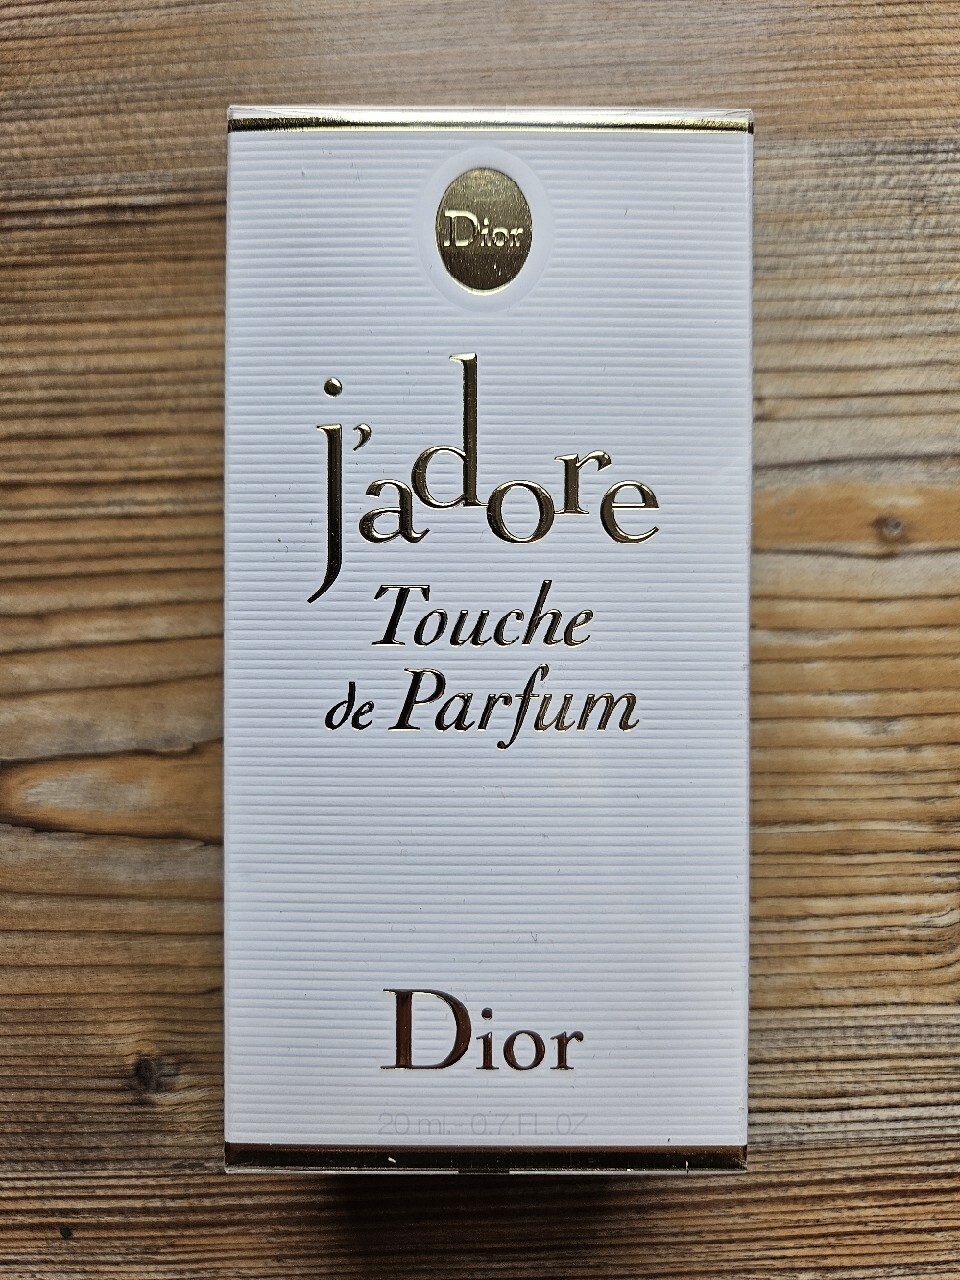 Dior
j'adore
Touche
de Parfum
Dior
20 ml. - 0.7 FL.OZ